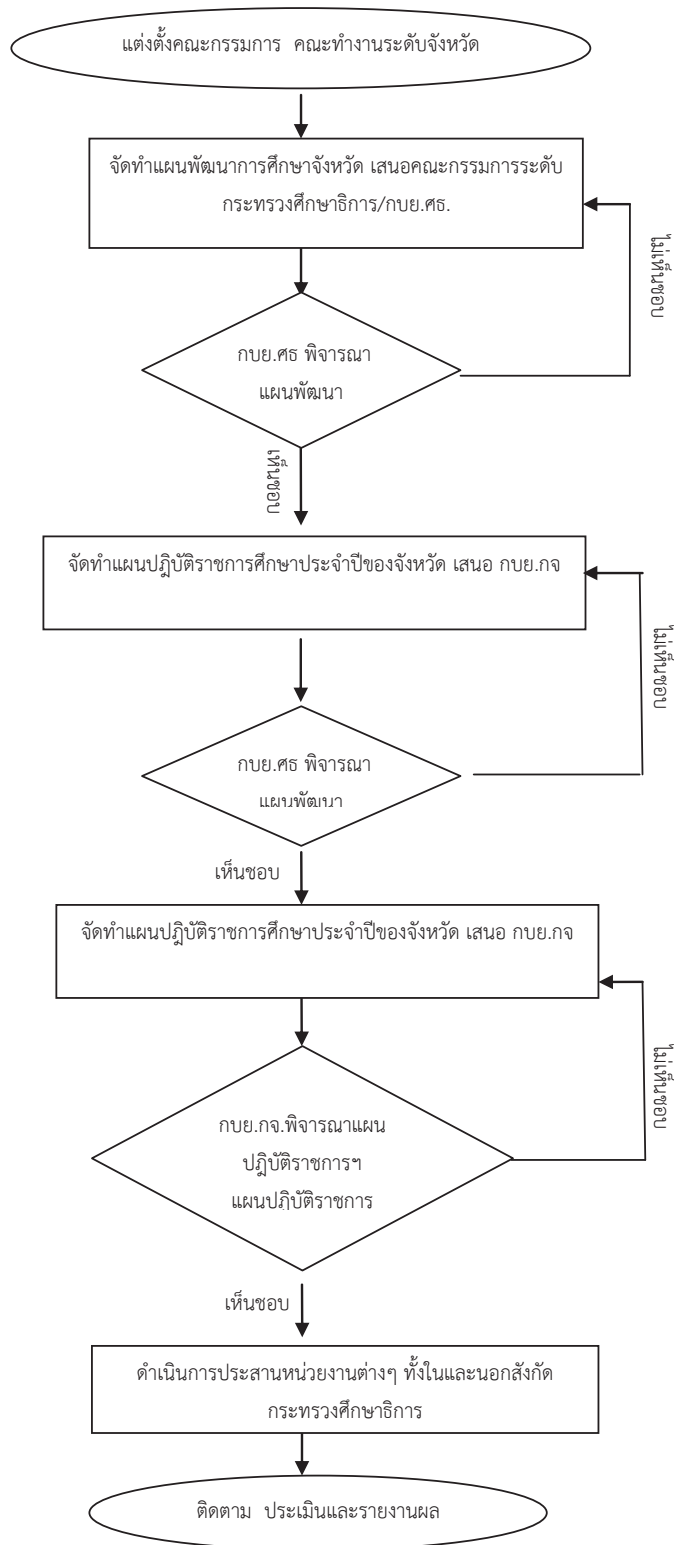 แต่งตั้งคณะกรรมการ คณะทำงานระดับจังหวัด
จัดทำแผนพัฒนาการศึกษาจังหวัด เสนอคณะกรรมการระดับ
กระทรวงศึกษาธิการ/กบย.ศธ.
ไม่เห็นชอบ
กบย.ศธ พิจารณา
แผนพัฒนา
เห็นชอบ
จัดทำแผนปฏิบัติราชการศึกษาประจำปีของจังหวัด เสนอ กบย.กจ
ไม่เห็นชอบ
กบย.ศธ พิจารณา
แผนพัฒนา
เห็นชอบ
จัดทำแผนปฏิบัติราชการศึกษาประจำปีของจังหวัด เสนอ กบย.กจ
ไม่เห็นชอบ
กบย.กจ.พิจารณาแผน
ปฏิบัติราชการฯ
แผนปฏิบัติราชการ
เห็นชอบ
ดำเนินการประสานหน่วยงานต่างๆ ทั้งในและนอกสังกัด
กระทรวงศึกษาธิการ
ติดตาม ประเมินและรายงานผล